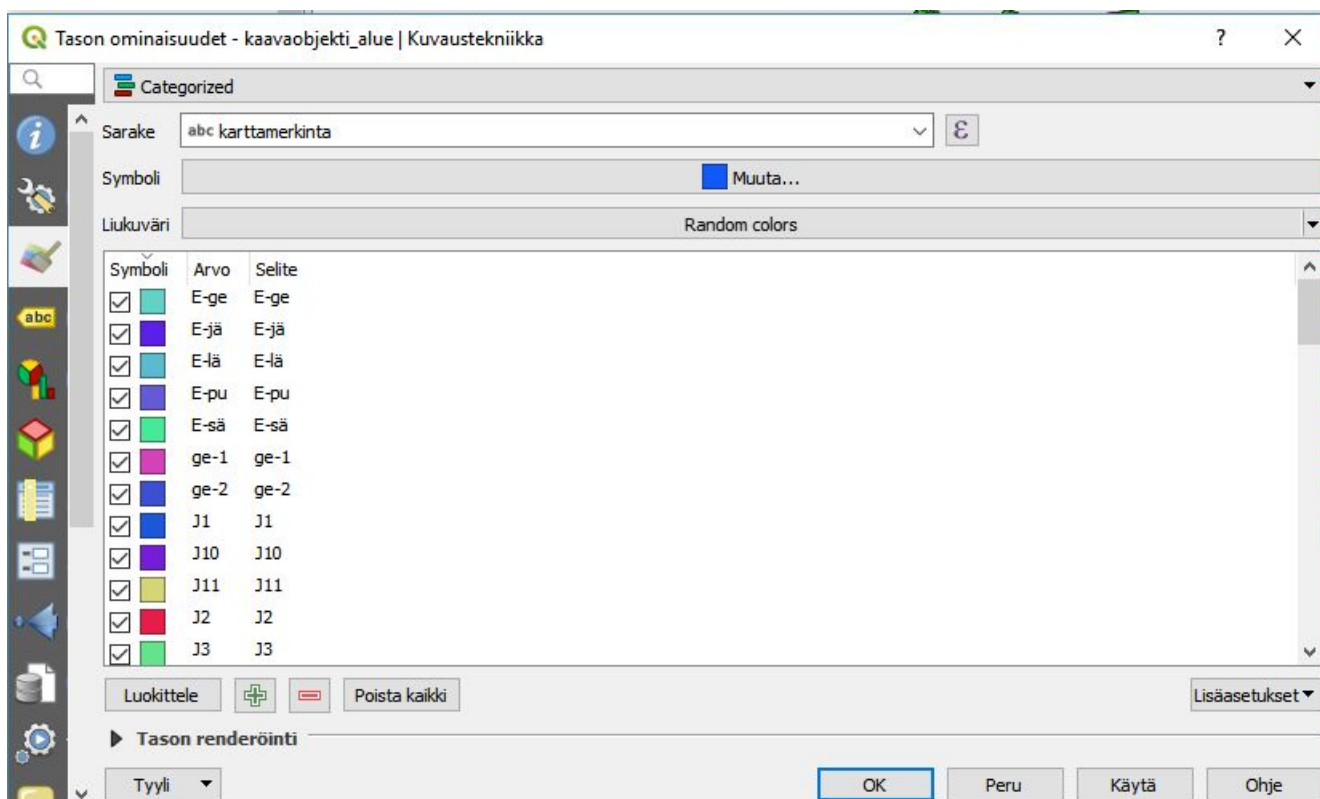 Tason ominaisuudet - kaavaobjekti_alue | Kuvaustekniikka ?
Categorized
Sarake abc karttamerkinta ε
Symboli Muuta...
Liukuväri Random colors
Symboli Arvo Selite
E-ge E-ge
E-jä E-jä
E-lä E-lä
E-pu E-pu
E-sä E-sä
ge-1 ge-1
ge-2 ge-2
J1 J1
J10 J10
J11 J11
J2 J2
J3 J3
abc
Luokittele Poista kaikki Lisäasetukset
Tason renderöinti
Tyyli OK Peru Käytä Ohje